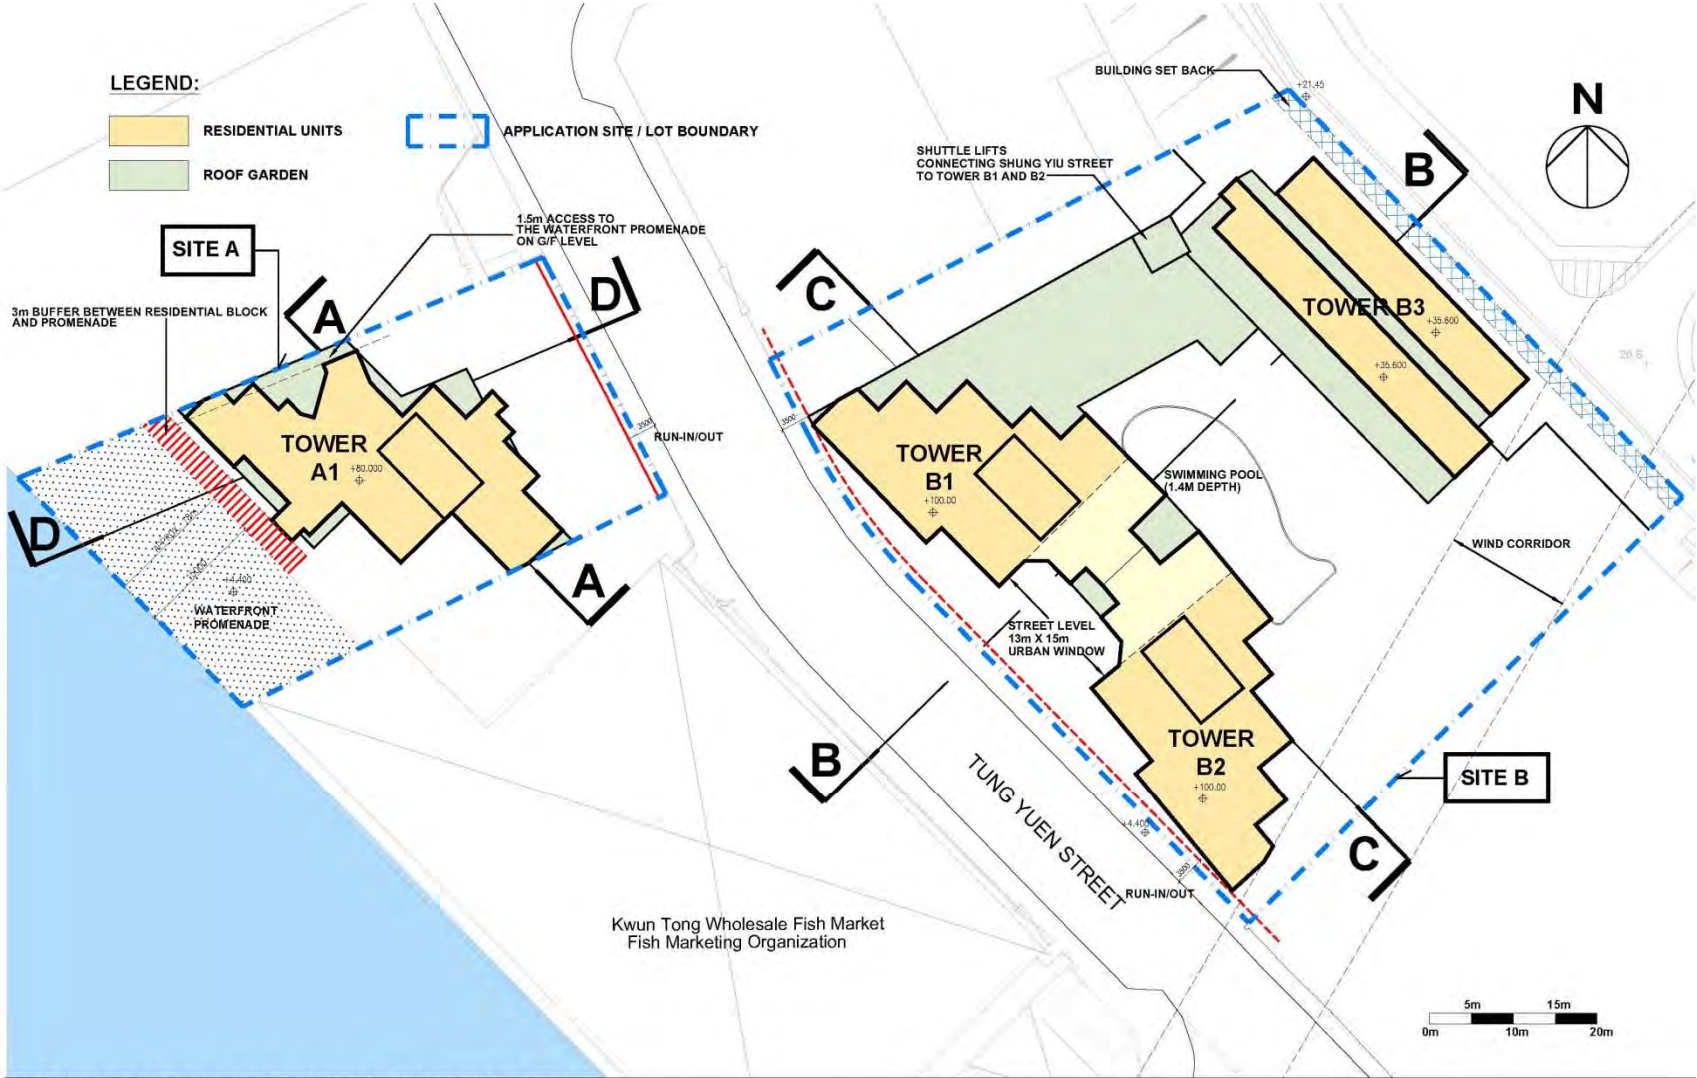 LEGEND:
RESIDENTIAL UNITS
ROOF GARDEN
APPLICATION SITE / LOT BOUNDARY
SITE A
1.5m ACCESS TO
THE WATERFRONT PROMENADE
ON G/F LEVEL
3m BUFFER BETWEEN RESIDENTIAL BLOCK
AND PROMENADE
A
D
TOWER
A1
+80.000
3500
RUN-IN/OUT
D
A
+4.400
WATERFRONT
PROMENADE
BUILDING SET BACK
+21.45
N
SHUTTLE LIFTS
CONNECTING SHUNG YIU STREET
TO TOWER B1 AND B2
B
C
TOWER B3
+35.600
+35.600
3500
TOWER
B1
+100.00
SWIMMING POOL
(1.4M DEPTH)
WIND CORRIDOR
STREET LEVEL
13m X 15m
URBAN WINDOW
B
TOWER
B2
+100.00
SITE B
TUNG YUEN STREET
+4.400
C
3500
RUN-IN/OUT
Kwun Tong Wholesale Fish Market
Fish Marketing Organization
5m 15m
0m 10m 20m